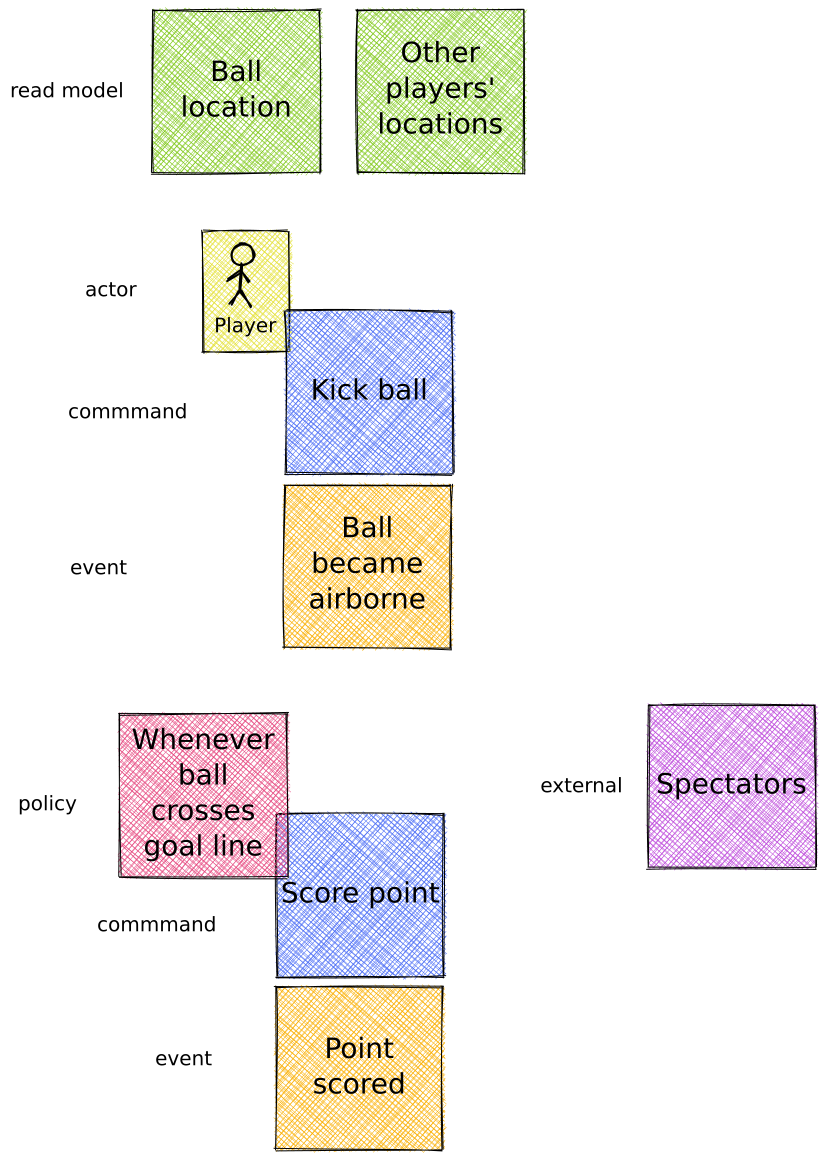 read model
Ball
location
Other
players'
locations
actor
Player
commmand
Kick ball
event
Ball
became
airborne
policy
Whenever
ball
crosses
goal line
external
Spectators
commmand
Score point
event
Point
scored